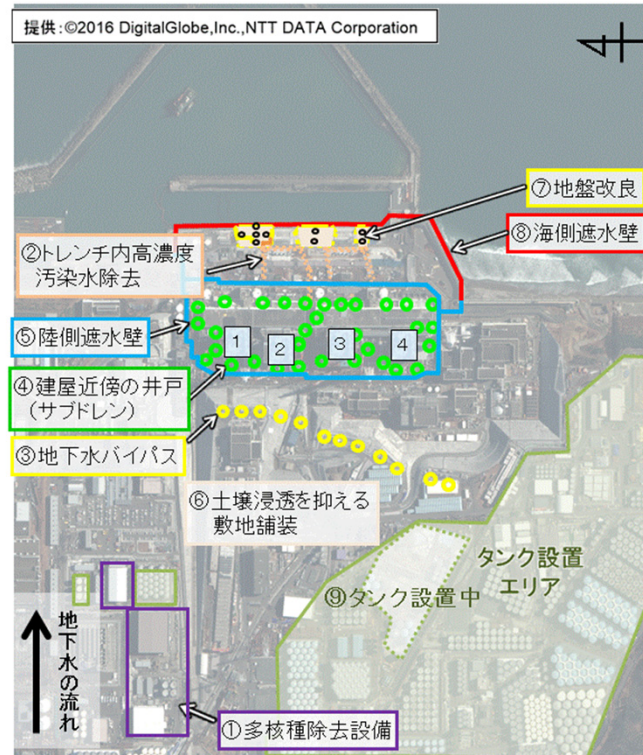 提供:©2016 DigitalGlobe,Inc.,NTT DATA Corporation
⑦地盤改良
⑧海側遮水壁
②トレンチ内高濃度
汚染水除去
⑤陸側遮水壁
1
2
3
4
④建屋近傍の井戸
(サブドレン)
③地下水バイパス
⑥土壌浸透を抑える
敷地舗装
タンク設置
エリア
⑨タンク設置中
地下水の流れ
①多核種除去設備